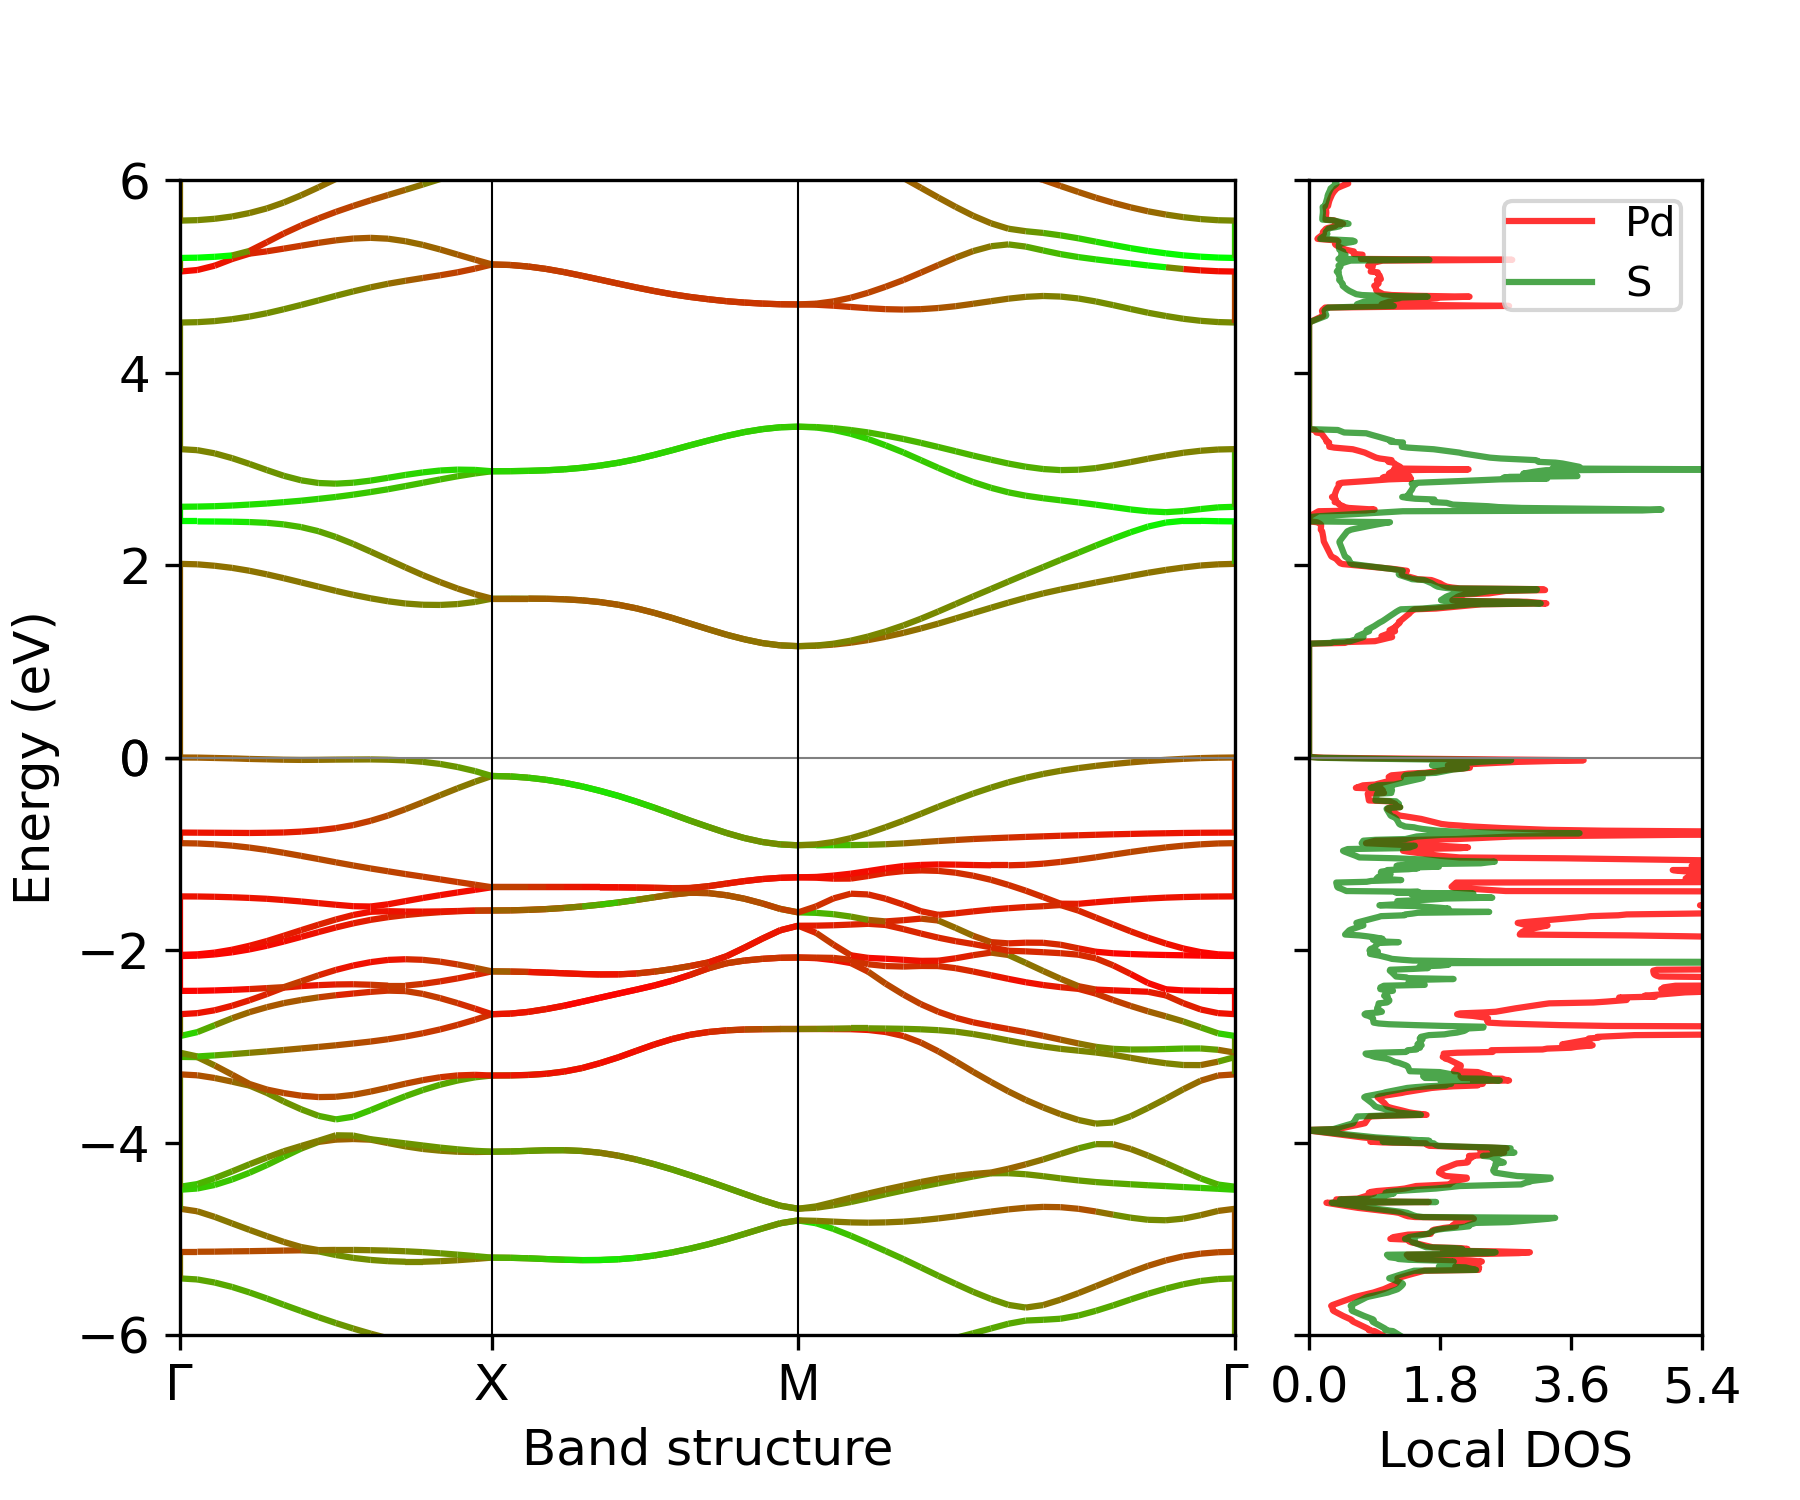 6
4
2
0
−2
−4
−6
Energy (eV)
Γ X M Γ
Band structure
Pd
S
0.0 1.8 3.6 5.4
Local DOS